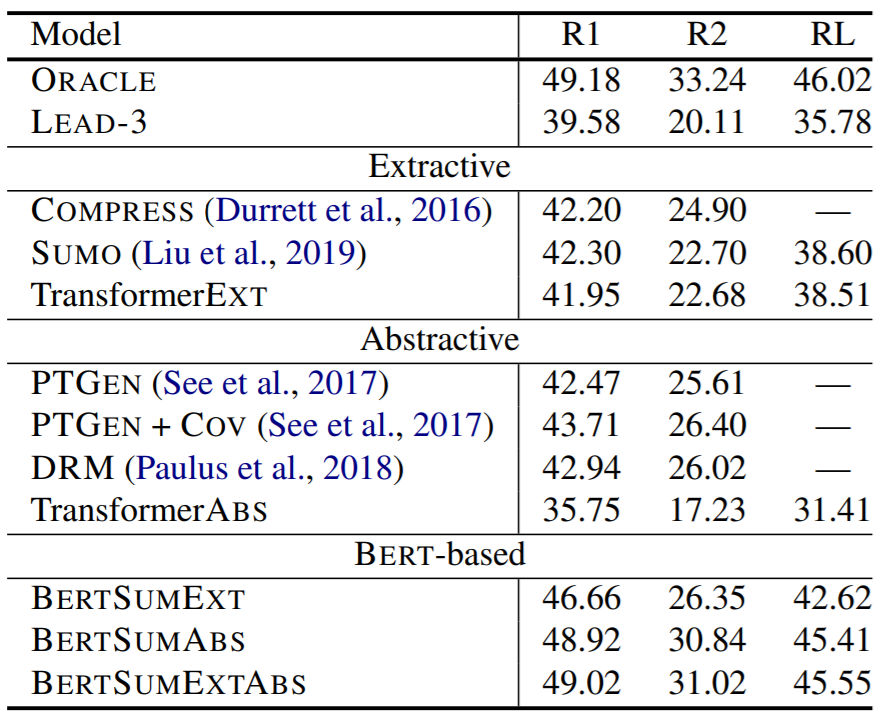 Model R1 R2 RL
ORACLE 49.18 33.24 46.02
LEAD-3 39.58 20.11 35.78
Extractive
COMPRESS (Durrett et al., 2016) 42.20 24.90 —
SUMO (Liu et al., 2019) 42.30 22.70 38.60
TransformerEXT 41.95 22.68 38.51
Abstractive
PTGEN (See et al., 2017) 42.47 25.61 —
PTGEN + COV (See et al., 2017) 43.71 26.40 —
DRM (Paulus et al., 2018) 42.94 26.02 —
TransformerABS 35.75 17.23 31.41
BERT-based
BERTSUMEXT 46.66 26.35 42.62
BERTSUMABS 48.92 30.84 45.41
BERTSUMEXTABS 49.02 31.02 45.55